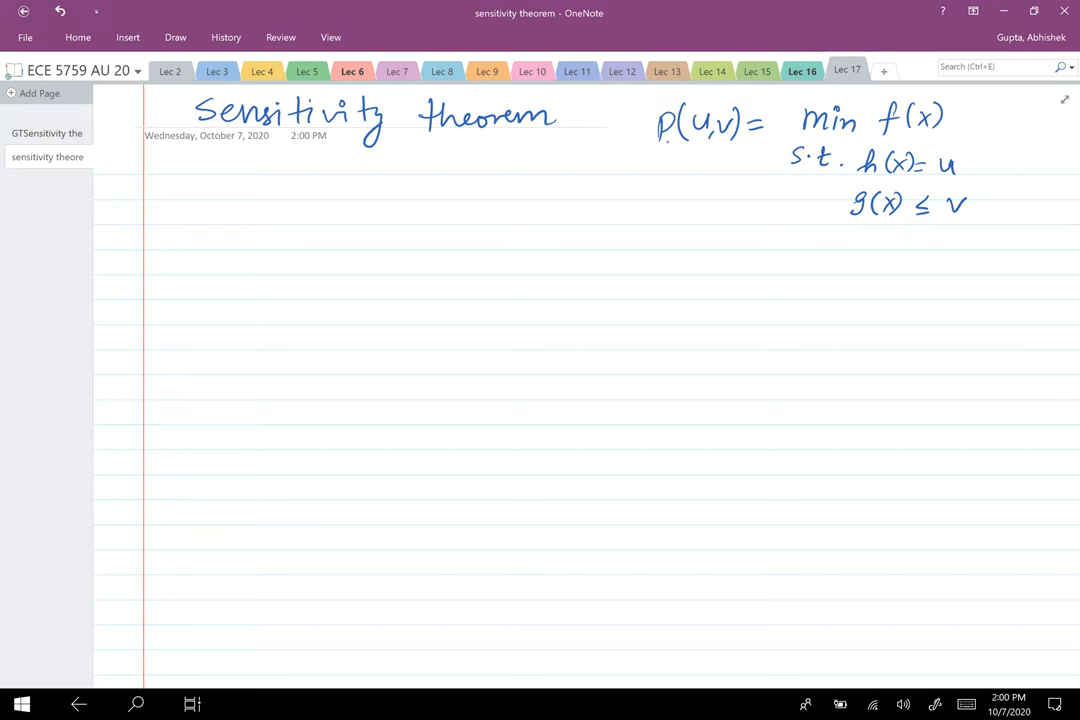 sensitivity theorem - OneNote
?
Gupta, Abhishek
File Home Insert Draw History Review View
ECE 5759 AU 20
Lec 2 Lec 3 Lec 4 Lec 5 Lec 6 Lec 7 Lec 8 Lec 9 Lec 10 Lec 11 Lec 12 Lec 13 Lec 14 Lec 15 Lec 16 Lec 17 +
Search (Ctrl+E)
Add Page
GTSensitivity the
sensitivity theore
Sensitivity theorem
Wednesday, October 7, 2020 2:00 PM
p(u,v) = min f(x)
s.t. h(x) = u
g(x) ≤ v
2:00 PM
10/7/2020